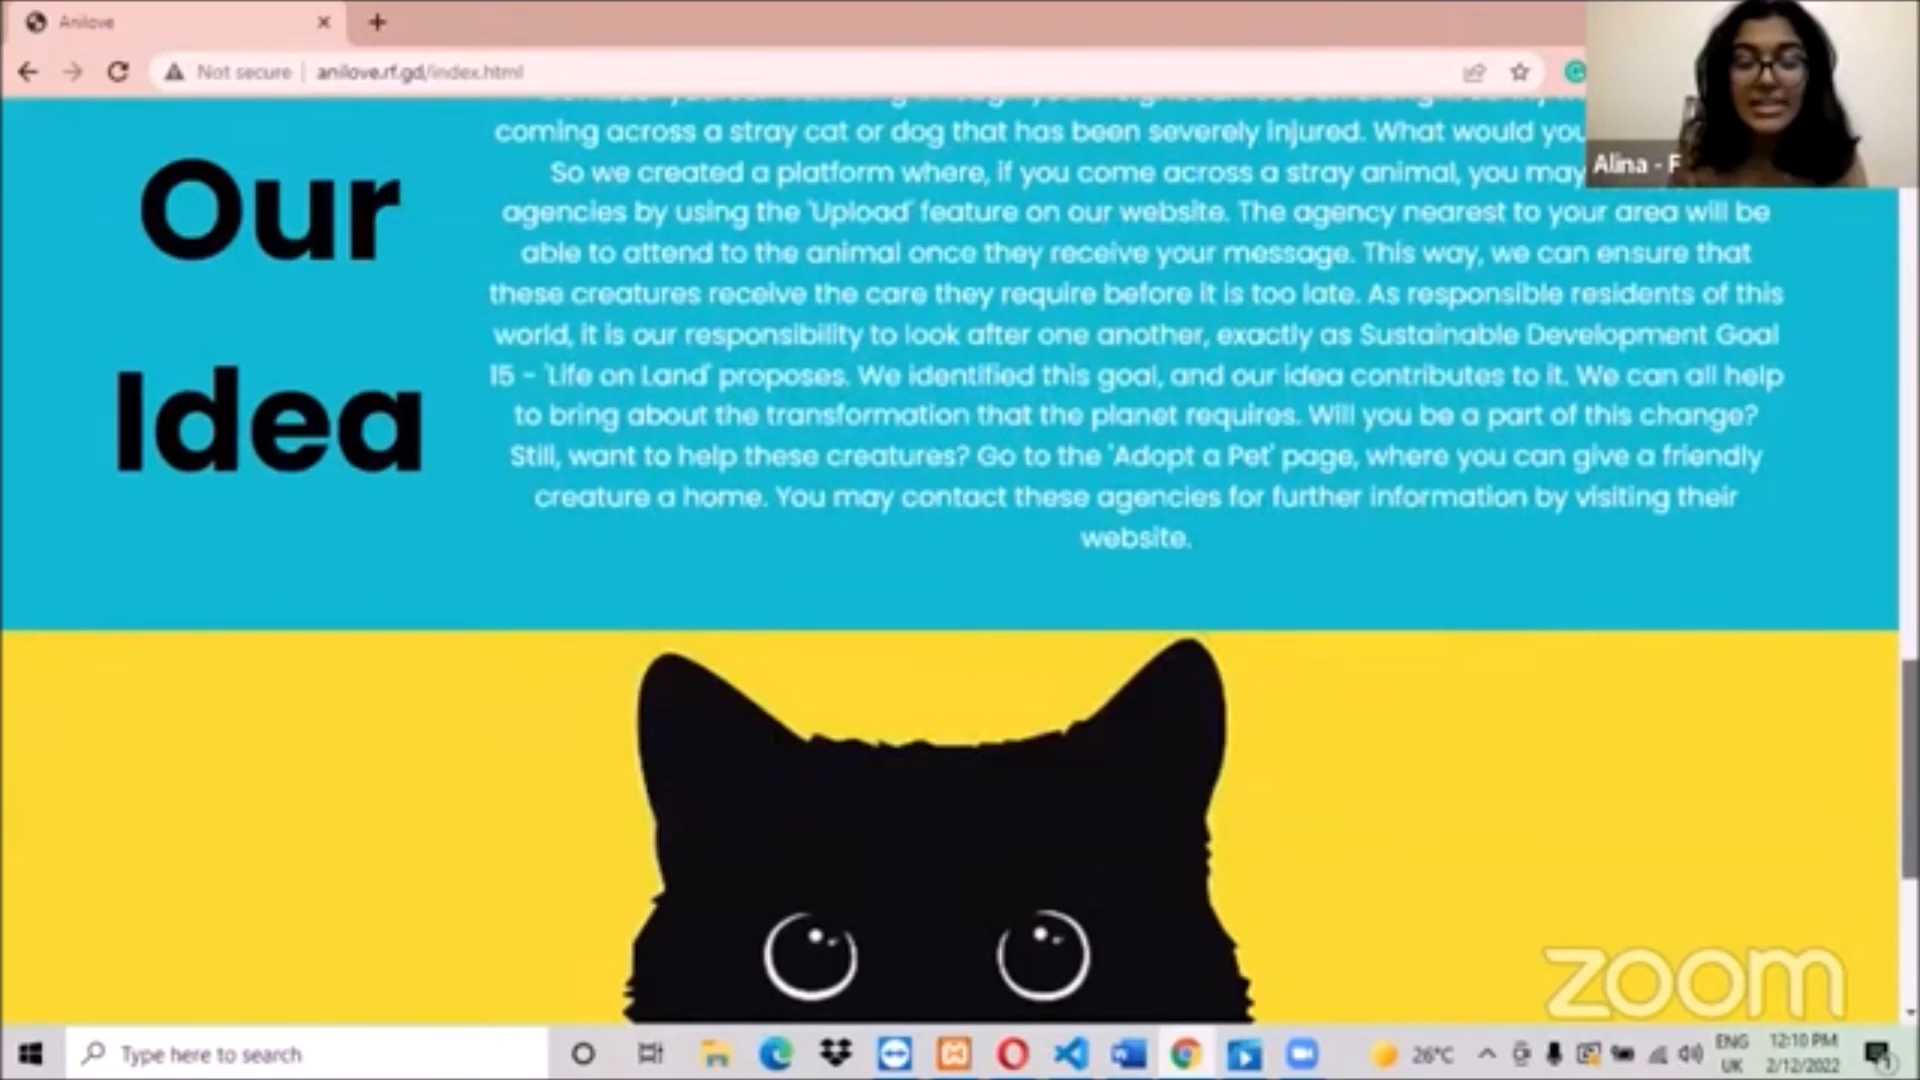 Anilove
Not secure
anilove.rf.gd/index.html
Alina - F
Our
Idea
coming across a stray cat or dog that has been severely injured. What would you
So we created a platform where, if you come across a stray animal, you may
agencies by using the 'Upload' feature on our website. The agency nearest to your area will be
able to attend to the animal once they receive your message. This way, we can ensure that
these creatures receive the care they require before it is too late. As responsible residents of this
world, it is our responsibility to look after one another, exactly as Sustainable Development Goal
15 - 'Life on Land' proposes. We identified this goal, and our idea contributes to it. We can all help
to bring about the transformation that the planet requires. Will you be a part of this change?
Still, want to help these creatures? Go to the 'Adopt a Pet' page, where you can give a friendly
creature a home. You may contact these agencies for further information by visiting their
website.
zoom
Type here to search
26°C
ENG
UK
12:10 PM
2/12/2022